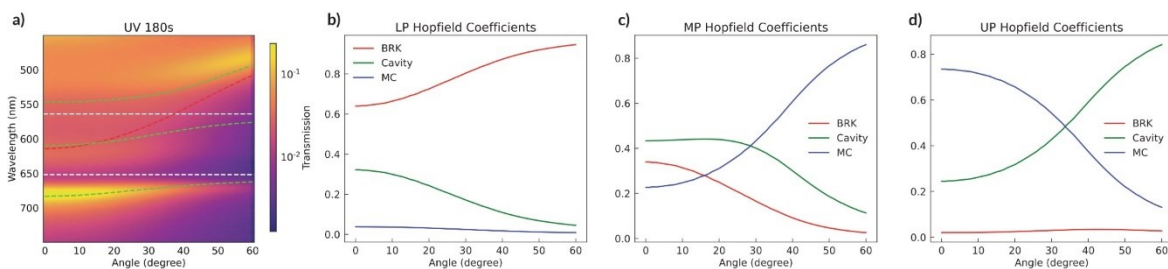 a)
UV 180s
500
550
600
650
700
Wavelength (nm)
0 10 20 30 40 50 60
Angle (degree)
10⁻¹
10⁻²
Transmission
b)
LP Hopfield Coefficients
BRK
Cavity
MC
0.8
0.6
0.4
0.2
0.0
0 10 20 30 40 50 60
Angle (degree)
c)
MP Hopfield Coefficients
0.8
0.6
0.4
0.2
0.0
BRK
Cavity
MC
0 10 20 30 40 50 60
Angle (degree)
d)
UP Hopfield Coefficients
0.8
0.6
0.4
0.2
0.0
BRK
Cavity
MC
0 10 20 30 40 50 60
Angle (degree)